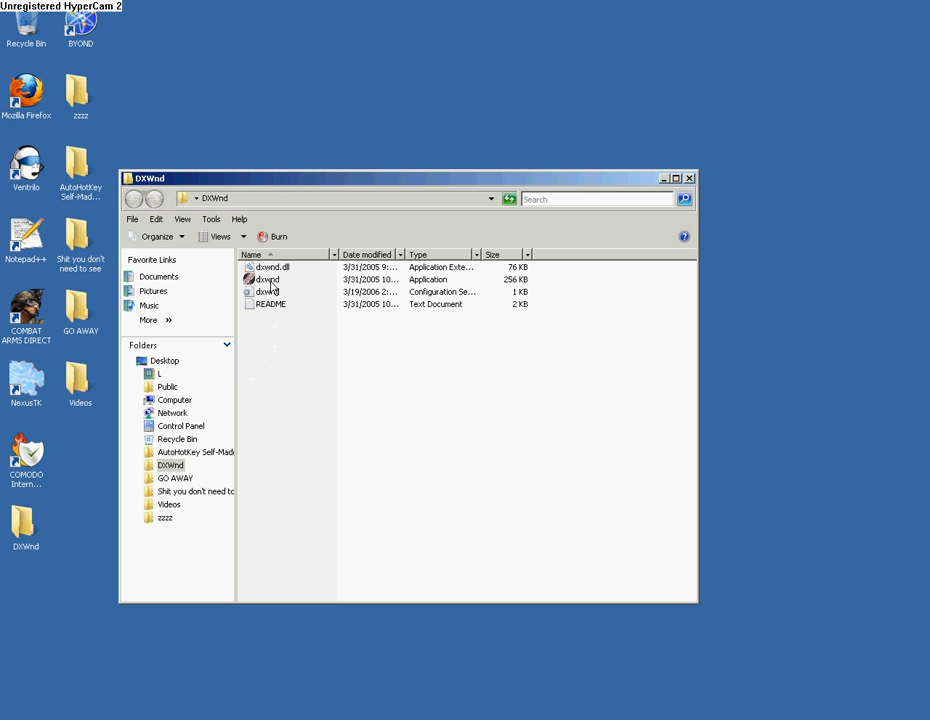 Unregistered HyperCam 2
Recycle Bin
BYOND
Mozilla Firefox
zzzz
Ventrilo
AutoHotKey
Self-Mad...
Notepad++
Shit you don't
need to see
COMBAT
ARMS DIRECT
GO AWAY
NexusTK
Videos
COMODO
Intern...
DXWnd
DXWnd
DXWnd
Search
File Edit View Tools Help
Organize Views Burn
Favorite Links
Documents
Pictures
Music
More »
Folders
Desktop
L
Public
Computer
Network
Control Panel
Recycle Bin
AutoHotKey Self-Made
DXWnd
GO AWAY
Shit you don't need to
Videos
zzzz
Name Date modified Type Size
dxwnd.dll 3/31/2005 9:... Application Exte... 76 KB
dxwnd 3/31/2005 10... Application 256 KB
dxwnd 3/19/2006 2:... Configuration Se... 1 KB
README 3/31/2005 10... Text Document 2 KB